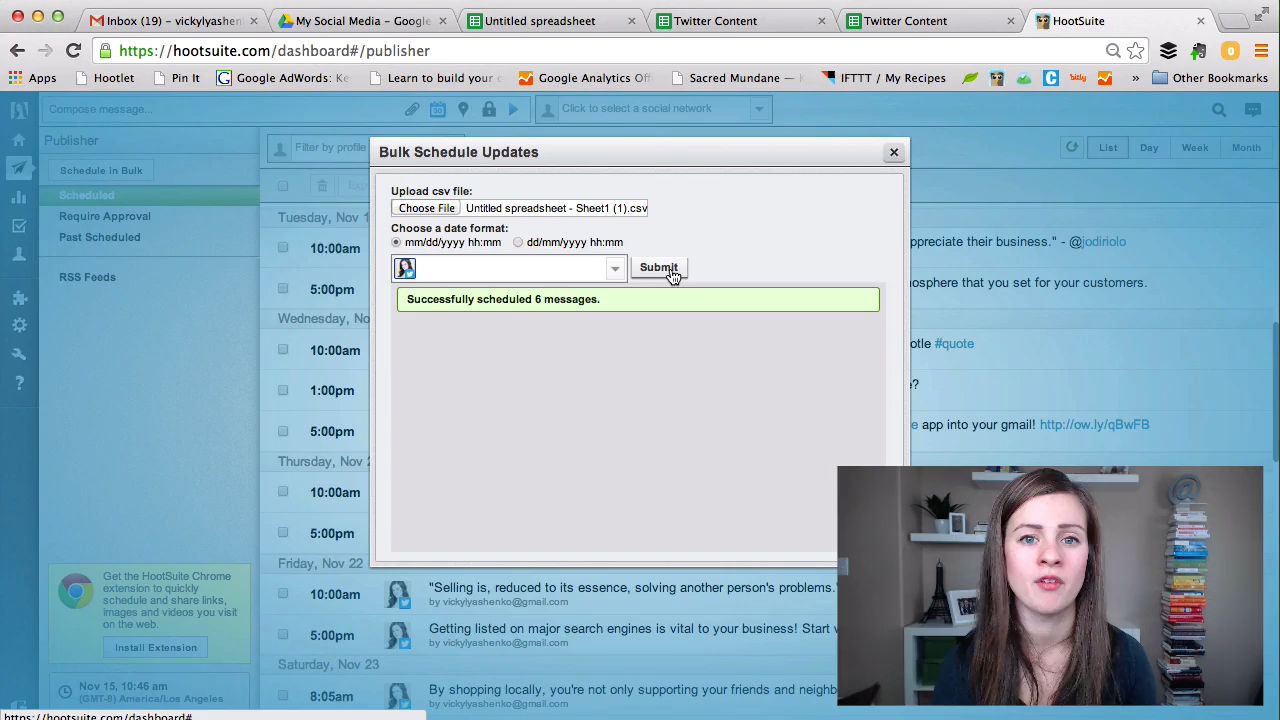 Inbox (19) - vickylyashen
My Social Media - Google
Untitled spreadsheet
Twitter Content
Twitter Content
HootSuite
https://hootsuite.com/dashboard#/publisher
Apps
Hootlet
Pin It
Google AdWords: Ke
Learn to build your
Google Analytics Off
Sacred Mundane —
IFTTT / My Recipes
bitly
»
Other Bookmarks
Compose message...
Click to select a social network
Publisher
Schedule in Bulk
Scheduled
Require Approval
Past Scheduled
RSS Feeds
Filter by profile
List
Day
Week
Month
Bulk Schedule Updates
Upload csv file:
Choose File Untitled spreadsheet - Sheet1 (1).csv
Choose a date format:
mm/dd/yyyy hh:mm dd/mm/yyyy hh:mm
Submit
Successfully scheduled 6 messages.
Tuesday, Nov 1
10:00am
preciate their business." - @jodiriolo
5:00pm
osphere that you set for your customers.
Wednesday, No
10:00am
otle #quote
1:00pm
?
5:00pm
app into your gmail! http://ow.ly/qBwFB
Thursday, Nov 2
10:00am
5:00pm
Friday, Nov 22
10:00am
"Selling is, reduced to its essence, solving another person's problems."
by vickylyashenko@gmail.com
5:00pm
Getting listed on major search engines is vital to your business! Start
by vickylyashenko@gmail.com
Saturday, Nov 23
8:05am
By shopping locally, you're not only supporting your friends and neighb
by vickylyashenko@gmail.com
Get the HootSuite Chrome
extension to quickly
schedule and share links,
images and videos you visit
on the web.
Install Extension
Nov 15, 10:46 am
(GMT-8) America/Los Angeles
https://hootsuite.com/dashboard#